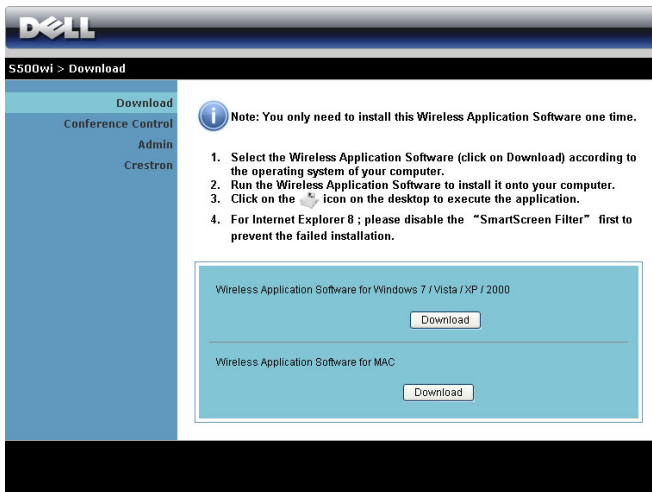 DELL
S500wi > Download
Download
Conference Control
Admin
Crestron
Note: You only need to install this Wireless Application Software one time.
1. Select the Wireless Application Software (click on Download) according to
the operating system of your computer.
2. Run the Wireless Application Software to install it onto your computer.
3. Click on the icon on the desktop to execute the application.
4. For Internet Explorer 8 ; please disable the “SmartScreen Filter” first to
prevent the failed installation.
Wireless Application Software for Windows 7 / Vista / XP / 2000
Download
Wireless Application Software for MAC
Download